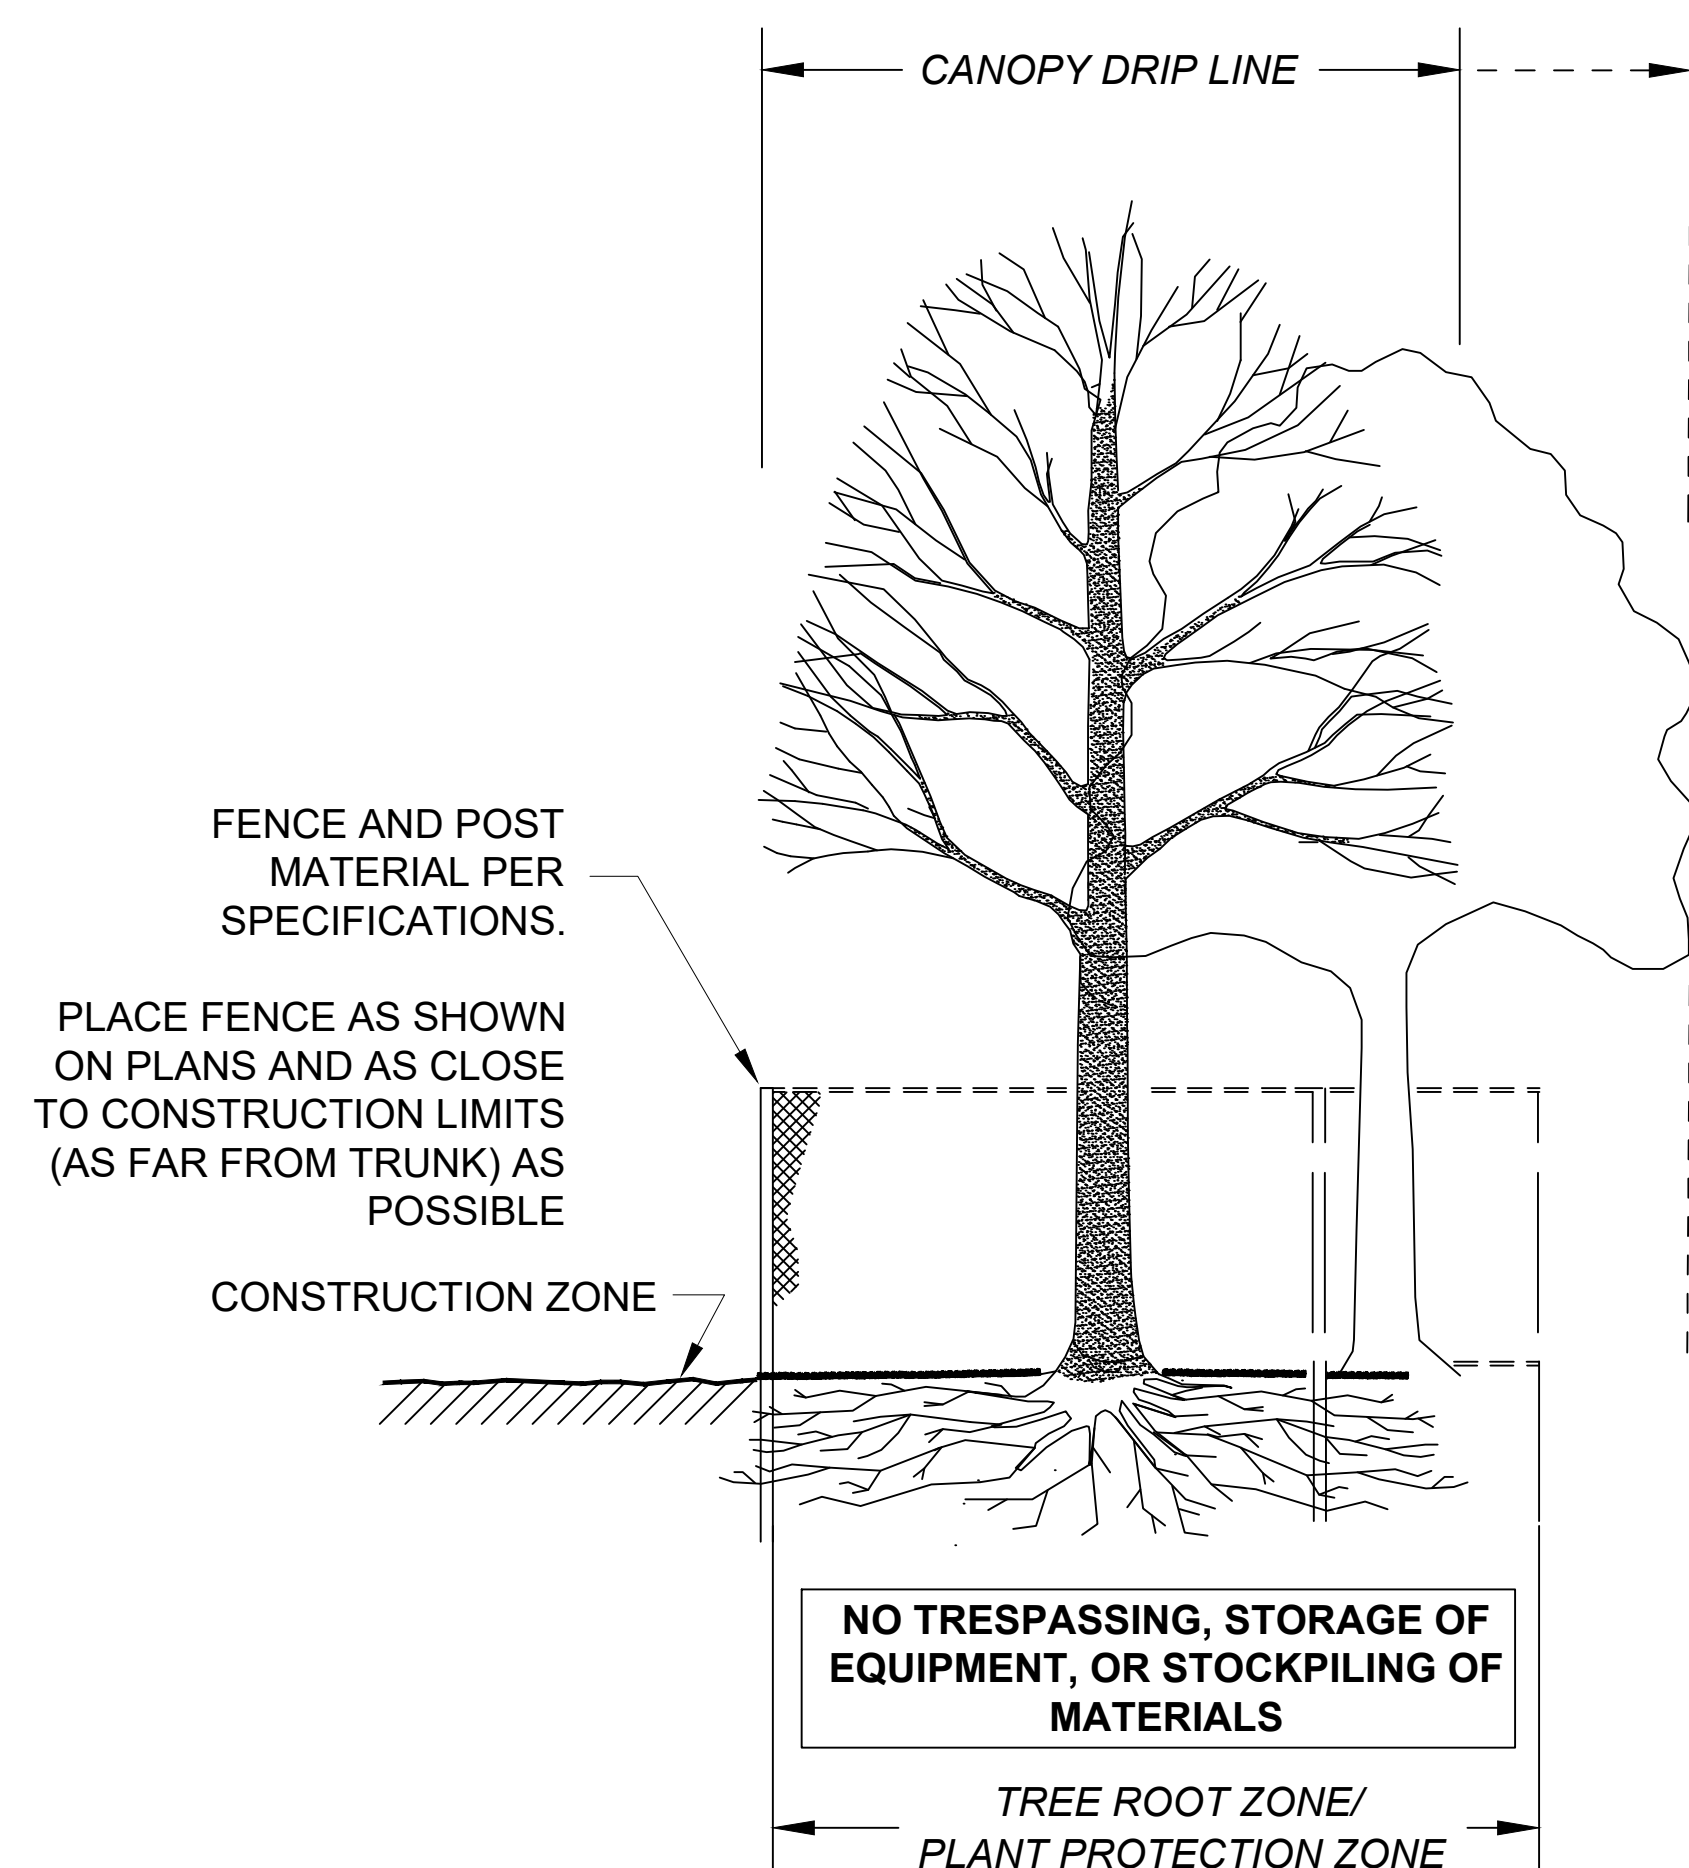 CANOPY DRIP LINE
FENCE AND POST
MATERIAL PER
SPECIFICATIONS.
PLACE FENCE AS SHOWN
ON PLANS AND AS CLOSE
TO CONSTRUCTION LIMITS
(AS FAR FROM TRUNK) AS
POSSIBLE
CONSTRUCTION ZONE
NO TRESPASSING, STORAGE OF
EQUIPMENT, OR STOCKPILING OF
MATERIALS
TREE ROOT ZONE/
PLANT PROTECTION ZONE